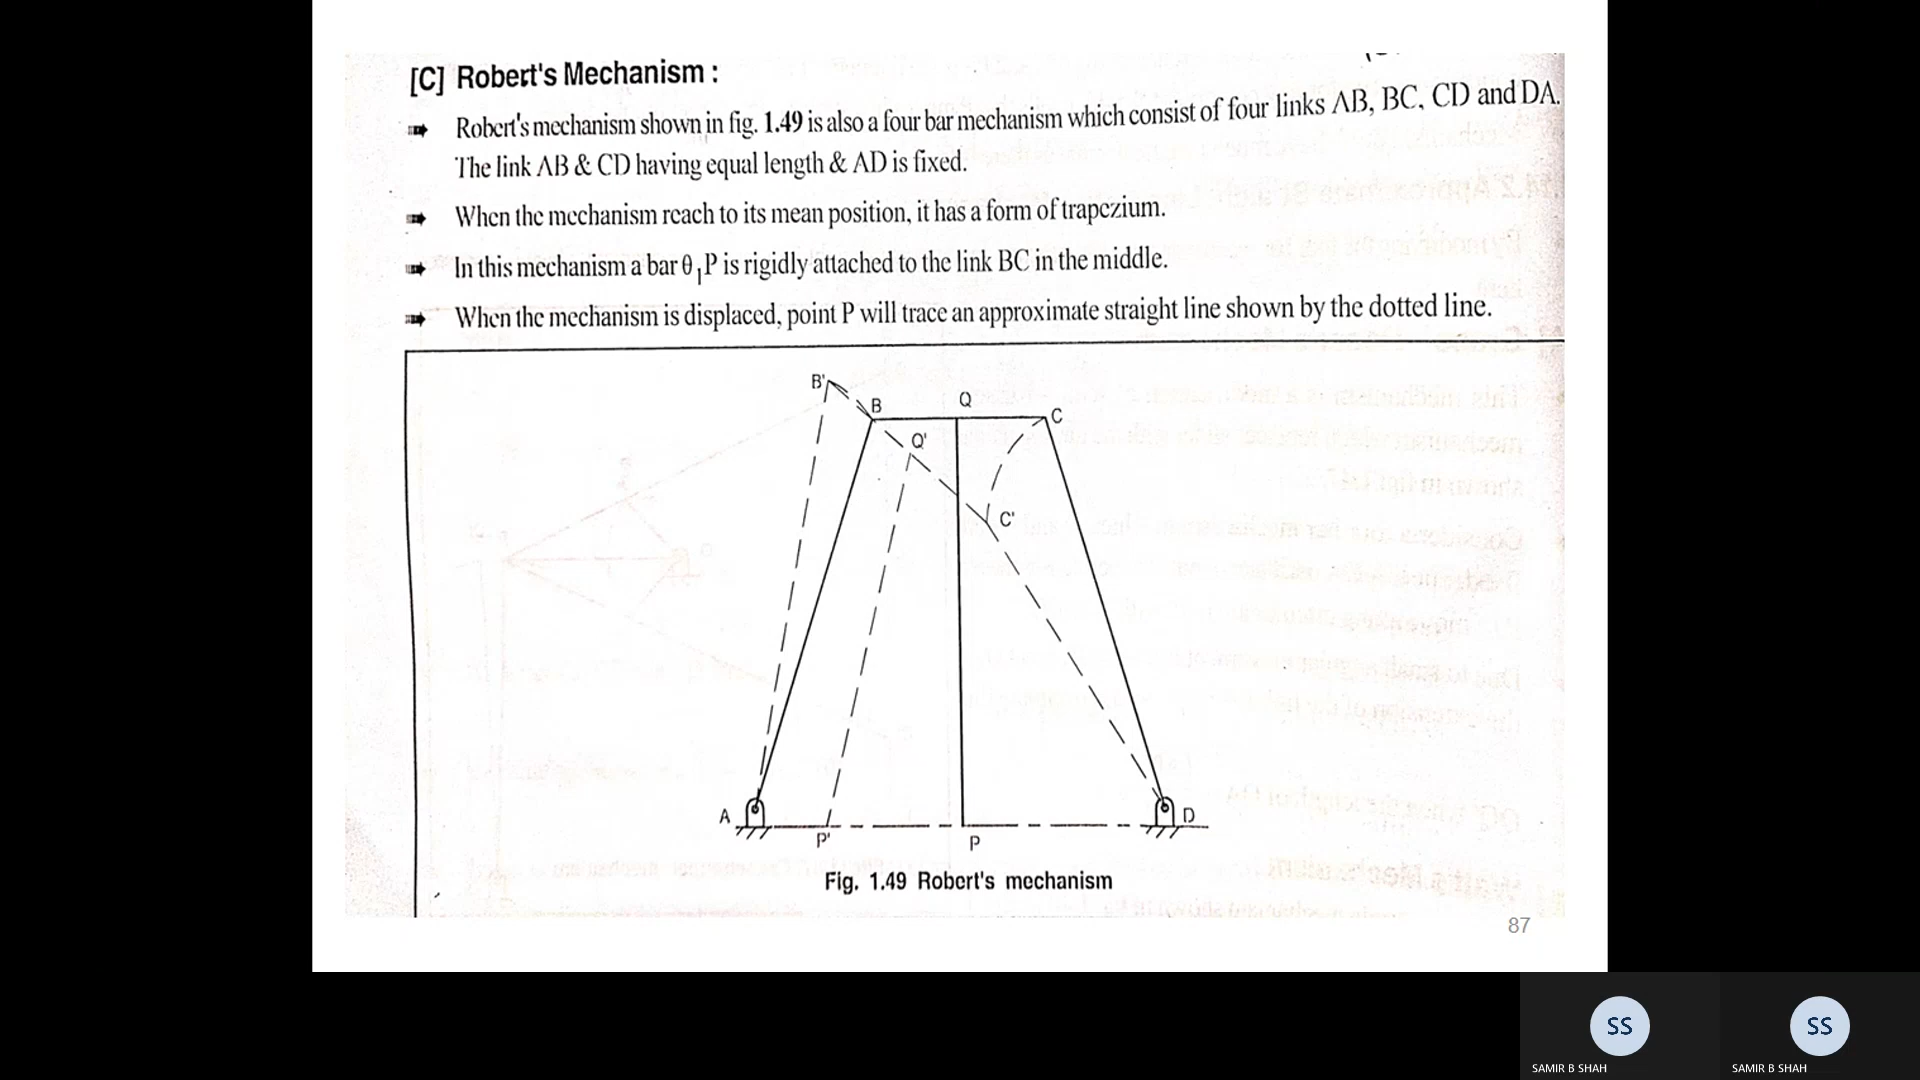 [C] Robert's Mechanism :
Robert's mechanism shown in fig. 1.49 is also a four bar mechanism which consist of four links AB, BC, CD and DA.
The link AB & CD having equal length & AD is fixed.
When the mechanism reach to its mean position, it has a form of trapezium.
In this mechanism a bar θ₁P is rigidly attached to the link BC in the middle.
When the mechanism is displaced, point P will trace an approximate straight line shown by the dotted line.
B'
B
Q
C
Q'
C'
A
D
P'
P
Fig. 1.49 Robert's mechanism
87
SS
SS
SAMIR B SHAH
SAMIR B SHAH